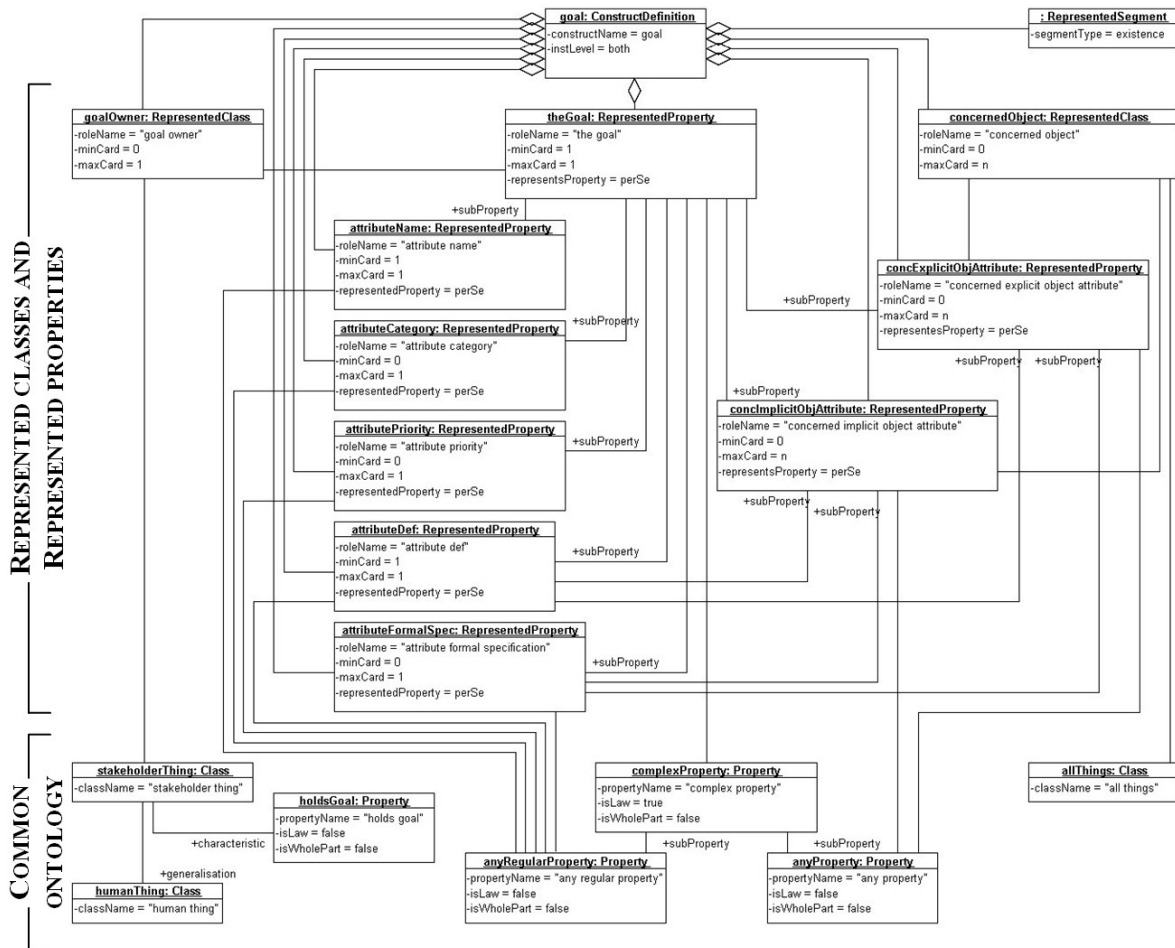 goal: ConstructDefinition
-constructName = goal
-instLevel = both
: RepresentedSegment
-segmentType = existence
REPRESENTED CLASSES AND
REPRESENTED PROPERTIES
goalOwner: RepresentedClass
-roleName = "goal owner"
-minCard = 0
-maxCard = 1
theGoal: RepresentedProperty
-roleName = "the goal"
-minCard = 1
-maxCard = 1
-representsProperty = perSe
concernedObject: RepresentedClass
-roleName = "concerned object"
-minCard = 0
-maxCard = n
+subProperty
attributeName: RepresentedProperty
-roleName = "attribute name"
-minCard = 1
-maxCard = 1
-representedProperty = perSe
concExplicitObjAttribute: RepresentedProperty
-roleName = "concerned explicit object attribute"
-minCard = 0
-maxCard = n
-representesProperty = perSe
+subProperty
+subProperty
attributeCategory: RepresentedProperty
-roleName = "attribute category"
-minCard = 0
-maxCard = 1
-representedProperty = perSe
+subProperty
+subProperty
+subProperty
concImplicitObjAttribute: RepresentedProperty
-roleName = "concerned implicit object attribute"
-minCard = 0
-maxCard = n
-representsProperty = perSe
attributePriority: RepresentedProperty
-roleName = "attribute priority"
-minCard = 0
-maxCard = 1
-representedProperty = perSe
+subProperty
+subProperty
+subProperty
attributeDef: RepresentedProperty
-roleName = "attribute def"
-minCard = 1
-maxCard = 1
-representedProperty = perSe
+subProperty
attributeFormalSpec: RepresentedProperty
-roleName = "attribute formal specification"
-minCard = 0
-maxCard = 1
-representedProperty = perSe
+subProperty
COMMON
ONTOLOGY
stakeholderThing: Class
-className = "stakeholder thing"
holdsGoal: Property
-propertyName = "holds goal"
-isLaw = false
-isWholePart = false
+characteristic
complexProperty: Property
-propertyName = "complex property"
-isLaw = true
-isWholePart = false
allThings: Class
-className = "all things"
+subProperty
+subProperty
+generalisation
humanThing: Class
-className = "human thing"
anyRegularProperty: Property
-propertyName = "any regular property"
-isLaw = false
-isWholePart = false
anyProperty: Property
-propertyName = "any property"
-isLaw = false
-isWholePart = false